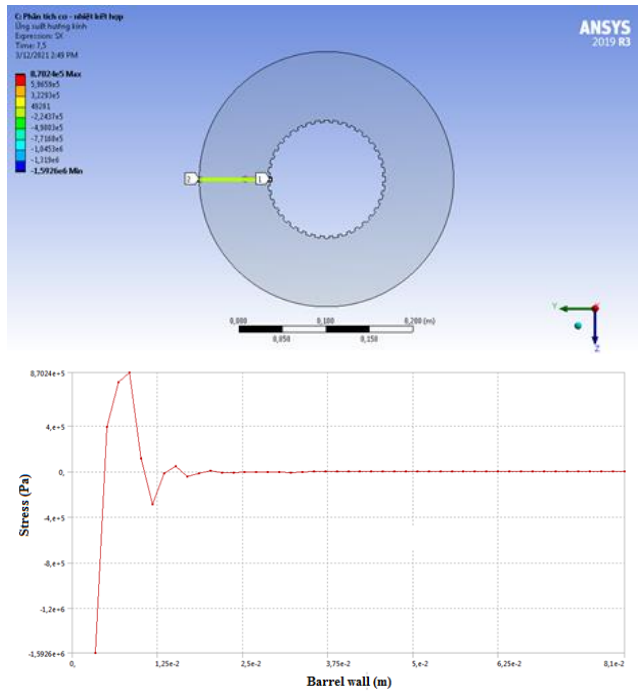 C: Phân tích cơ - nhiệt kết hợp
Ứng suất hướng kính
Expression: SX
Time: 7,5
3/12/2021 2:49 PM
8,7024e5 Max
5,9659e5
3,2293e5
49281
-2,2437e5
-4,9803e5
-7,7168e5
-1,0453e6
-1,319e6
-1,5926e6 Min
ANSYS
2019 R3
2
1
0,000
0,100
0,200 (m)
0,050
0,150
Y
X
Z
8,7024e+5
4,e+5
0,
-4,e+5
-8,e+5
-1,2e+6
-1,5926e+6
Stress (Pa)
0,
1,25e-2
2,5e-2
3,75e-2
5,e-2
6,25e-2
8,1e-2
Barrel wall (m)